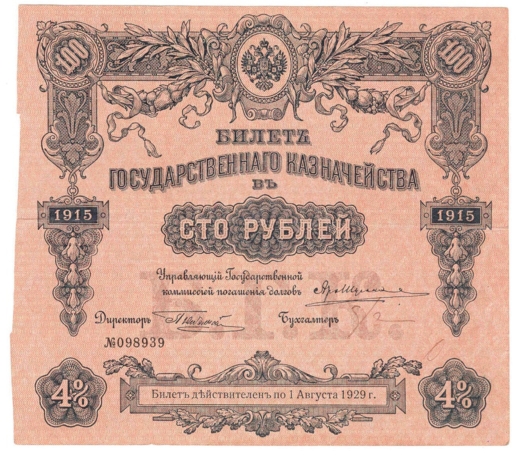 100 100
БИЛЕТЪ
ГОСУДАРСТВЕННАГО КАЗНАЧЕЙСТВА
ВЪ
1915 СТО РУБЛЕЙ 1915
Управляющій Государственной
коммиссіей погашенія долговъ
Директоръ Бухгалтеръ
№098939
4% Билетъ дѣйствителенъ по 1 Августа 1929 г. 4%